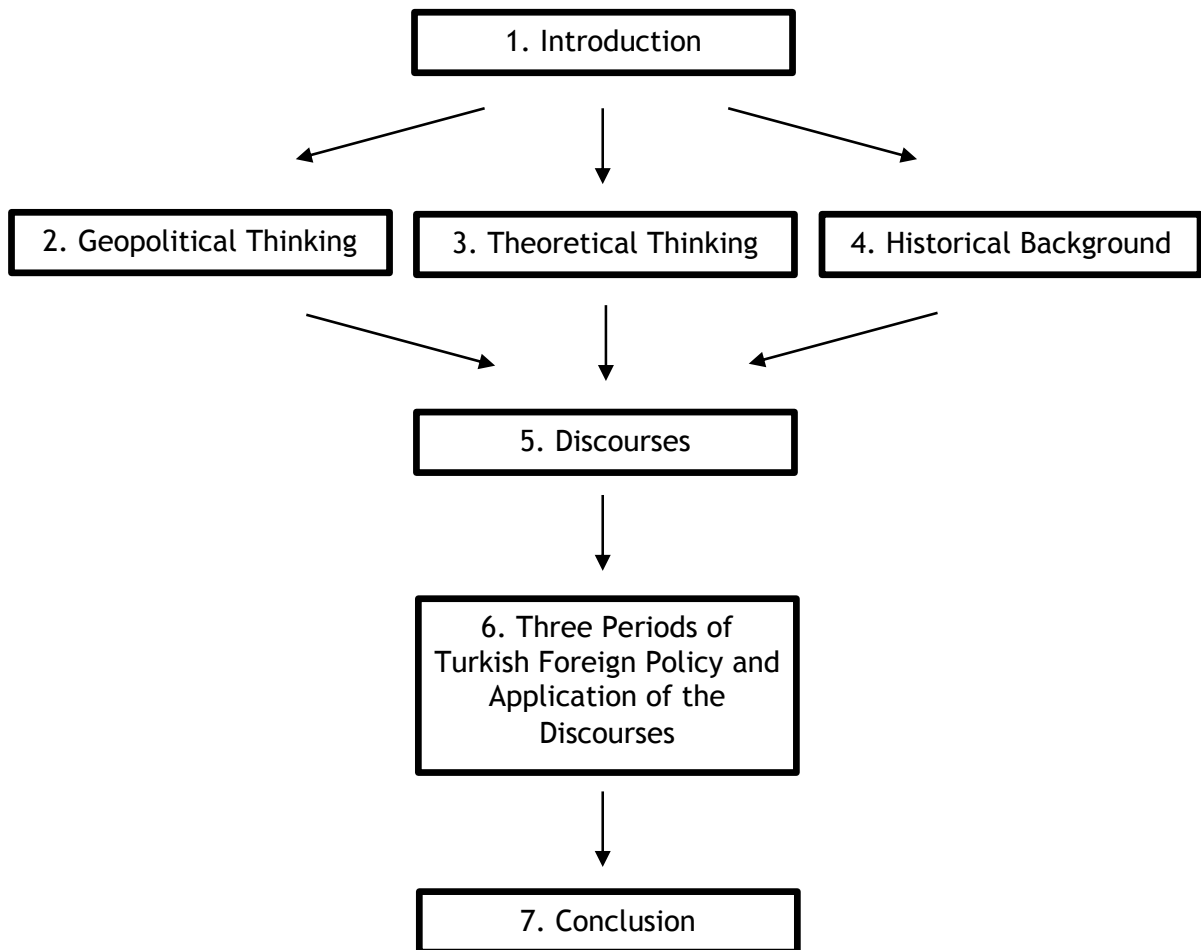 1. Introduction
2. Geopolitical Thinking
3. Theoretical Thinking
4. Historical Background
5. Discourses
6. Three Periods of
Turkish Foreign Policy and
Application of the
Discourses
7. Conclusion